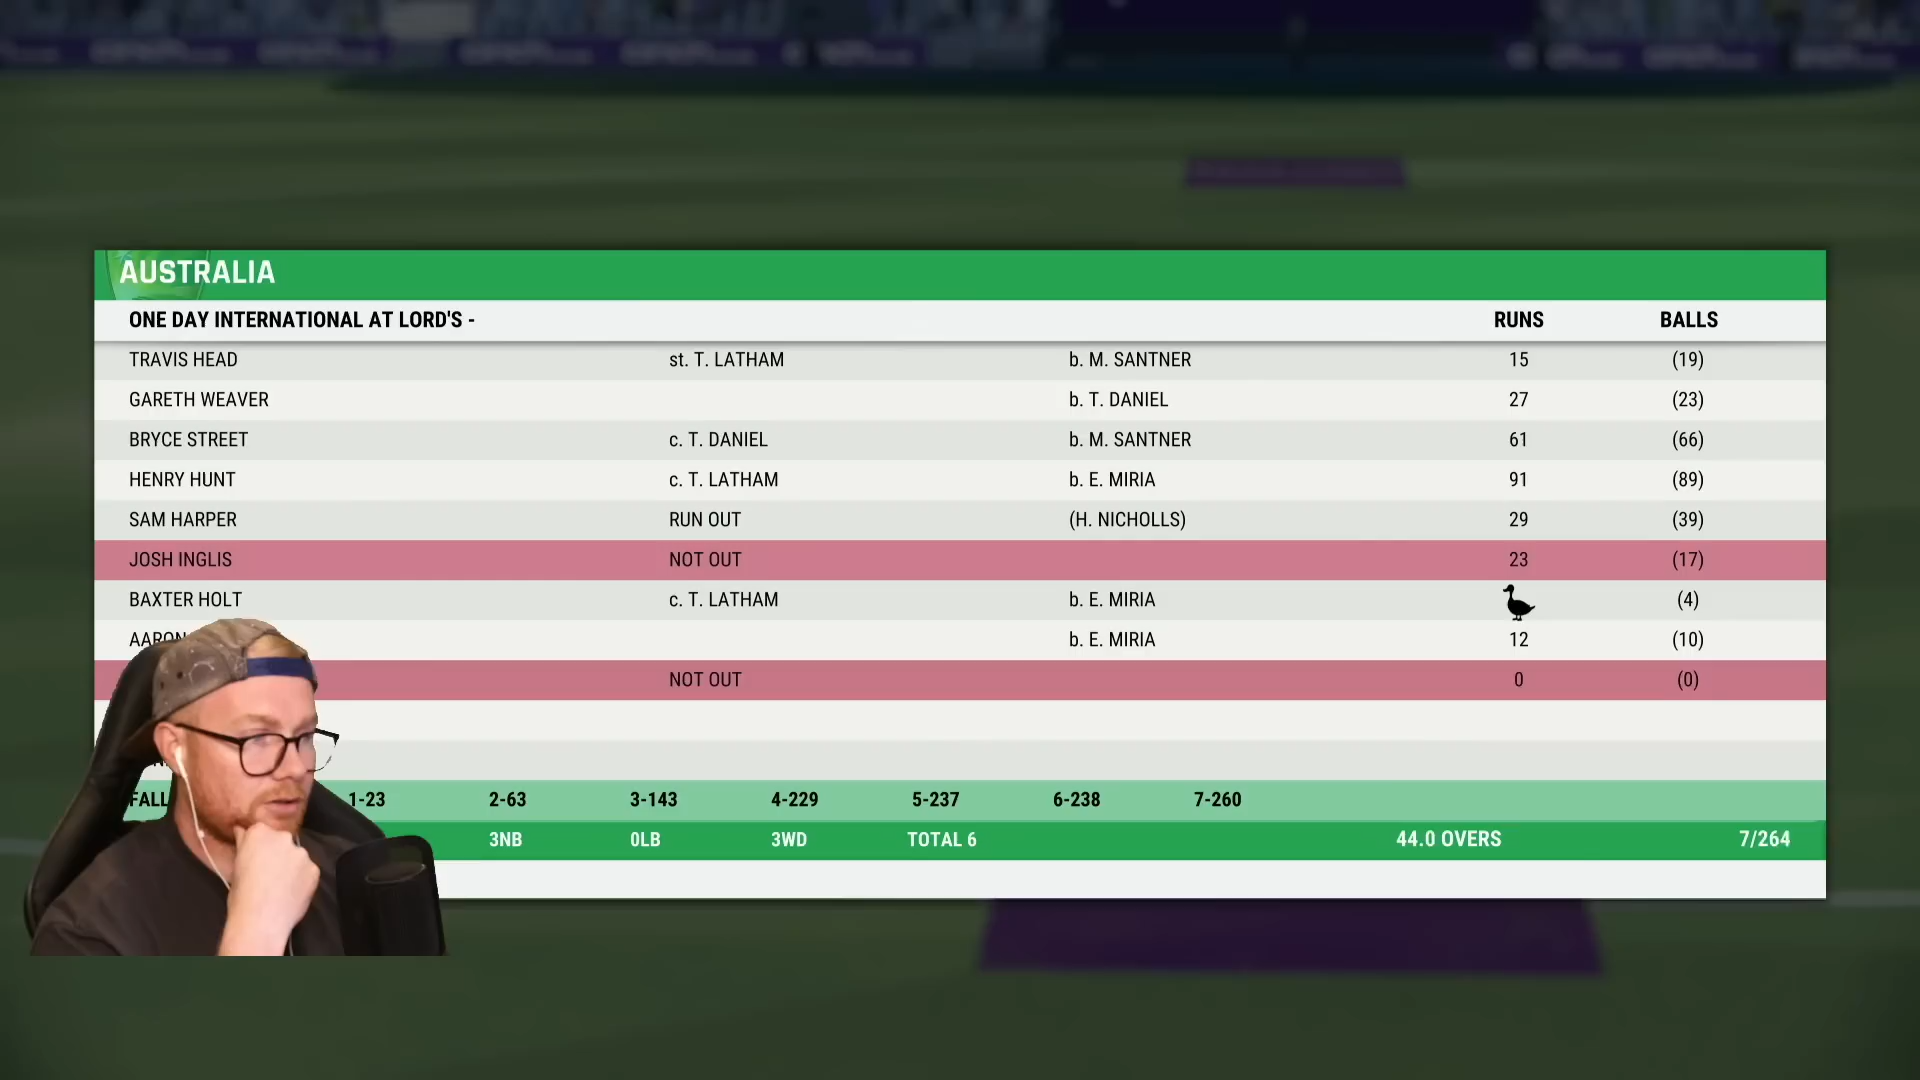 AUSTRALIA
ONE DAY INTERNATIONAL AT LORD'S - RUNS BALLS
TRAVIS HEAD st. T. LATHAM b. M. SANTNER 15 (19)
GARETH WEAVER b. T. DANIEL 27 (23)
BRYCE STREET c. T. DANIEL b. M. SANTNER 61 (66)
HENRY HUNT c. T. LATHAM b. E. MIRIA 91 (89)
SAM HARPER RUN OUT (H. NICHOLLS) 29 (39)
JOSH INGLIS NOT OUT 23 (17)
BAXTER HOLT c. T. LATHAM b. E. MIRIA (4)
AARON b. E. MIRIA 12 (10)
NOT OUT 0 (0)
FALL 1-23 2-63 3-143 4-229 5-237 6-238 7-260
3NB 0LB 3WD TOTAL 6 44.0 OVERS 7/264